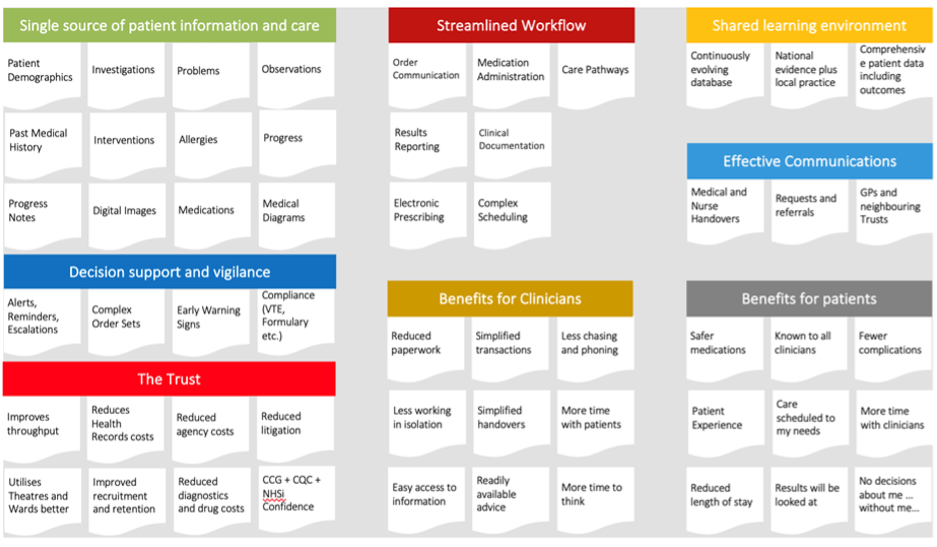 Single source of patient information and care
Patient
Demographics
Investigations
Problems
Observations
Past Medical
History
Interventions
Allergies
Progress
Progress
Notes
Digital Images
Medications
Medical
Diagrams
Decision support and vigilance
Alerts,
Reminders,
Escalations
Complex
Order Sets
Early Warning
Signs
Compliance
(VTE,
Formulary
etc.)
The Trust
Improves
throughput
Reduces
Health
Records costs
Reduced
agency costs
Reduced
litigation
Utilises
Theatres and
Wards better
Improved
recruitment
and retention
Reduced
diagnostics
and drug costs
CCG + CQC +
NHSi
Confidence
Streamlined Workflow
Order
Communication
Medication
Administration
Care Pathways
Results
Reporting
Clinical
Documentation
Electronic
Prescribing
Complex
Scheduling
Benefits for Clinicians
Reduced
paperwork
Simplified
transactions
Less chasing
and phoning
Less working
in isolation
Simplified
handovers
More time
with patients
Easy access to
information
Readily
available
advice
More time to
think
Shared learning environment
Continuously
evolving
database
National
evidence plus
local practice
Comprehensiv
e patient data
including
outcomes
Effective Communications
Medical and
Nurse
Handovers
Requests and
referrals
GPs and
neighbouring
Trusts
Benefits for patients
Safer
medications
Known to all
clinicians
Fewer
complications
Patient
Experience
Care
scheduled to
my needs
More time
with clinicians
Reduced
length of stay
Results will be
looked at
No decisions
about me ...
without me...